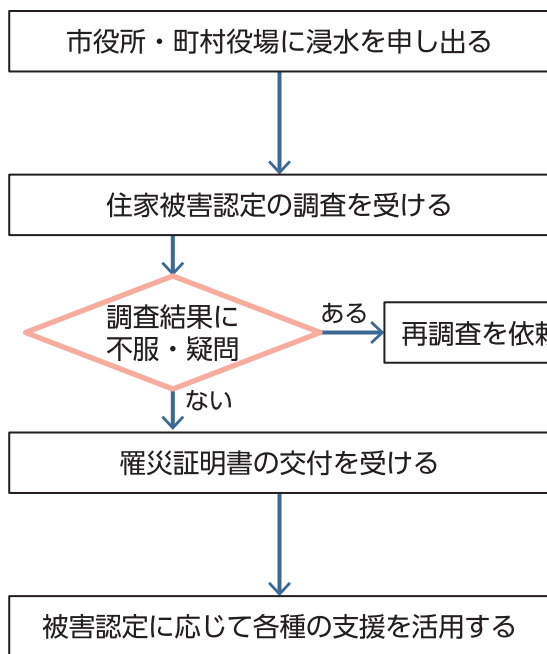 市役所・町村役場に浸水を申し出る
住家被害認定の調査を受ける
調査結果に
不服・疑問
ある
再調査を依頼
ない
罹災証明書の交付を受ける
被害認定に応じて各種の支援を活用する